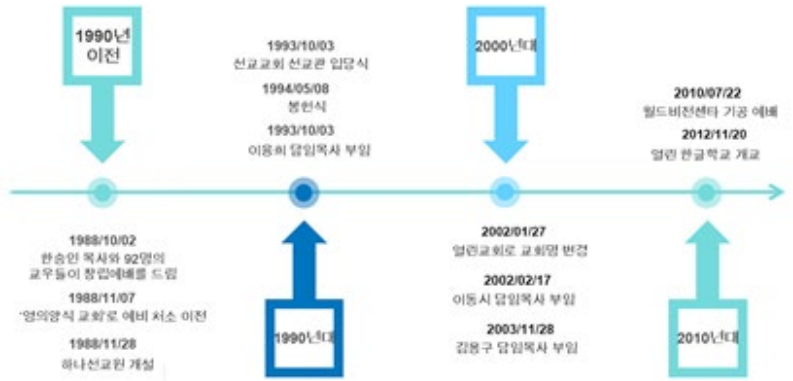 1990년
이전
1988/10/02
한승인 목사와 92명의
교우들이 창립예배를 드림
1988/11/07
'영의양식 교회'로 예비 처소 이전
1988/11/28
하나선교원 개설
1993/10/03
선교교회 선교관 입당식
1994/05/08
봉헌식
1993/10/03
이용희 담임목사 부임
1990년대
2000년대
2002/01/27
열린교회로 교회명 변경
2002/02/17
이동시 담임목사 부임
2003/11/28
김용구 담임목사 부임
2010/07/22
월드비전센타 기공 예배
2012/11/20
열린 한글학교 개교
2010년대